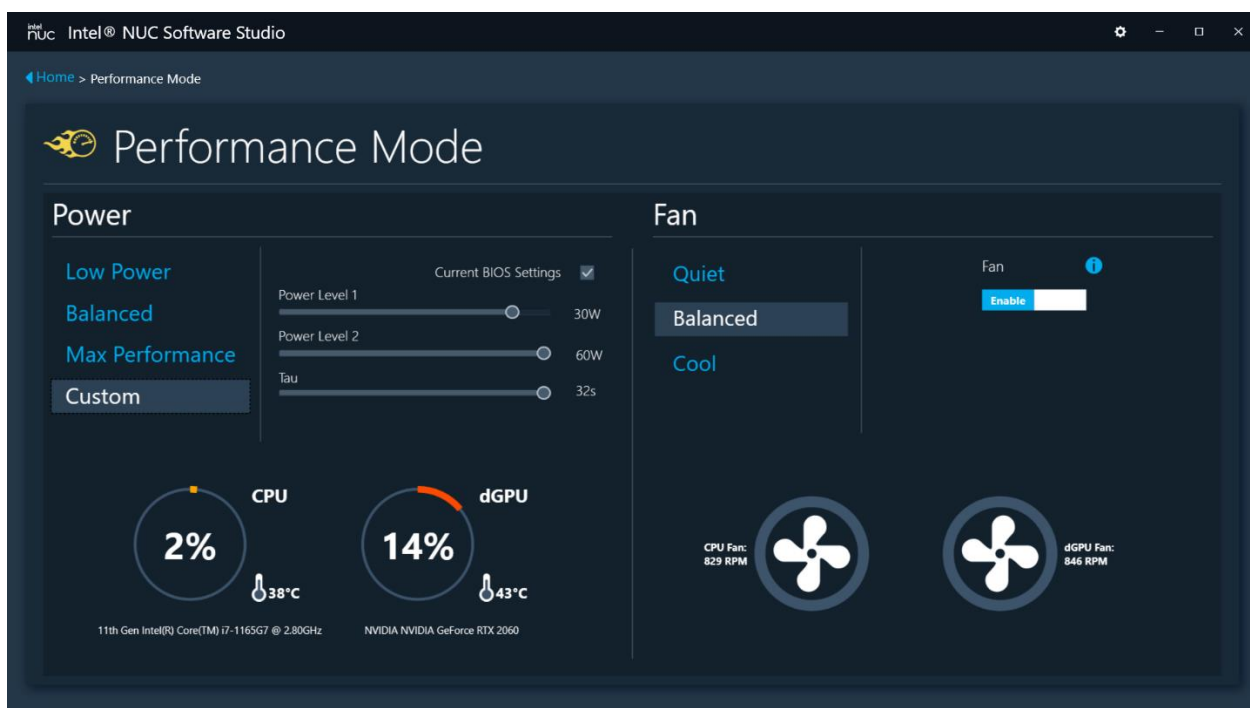 intel nuc Intel® NUC Software Studio
Home > Performance Mode
Performance Mode
Power
Low Power
Balanced
Max Performance
Custom
Current BIOS Settings
Power Level 1
30W
Power Level 2
60W
Tau
32s
CPU
2%
38°C
11th Gen Intel(R) Core(TM) i7-1165G7 @ 2.80GHz
dGPU
14%
43°C
NVIDIA NVIDIA GeForce RTX 2060
Fan
Quiet
Balanced
Cool
Fan
Enable
CPU Fan:
829 RPM
dGPU Fan:
846 RPM